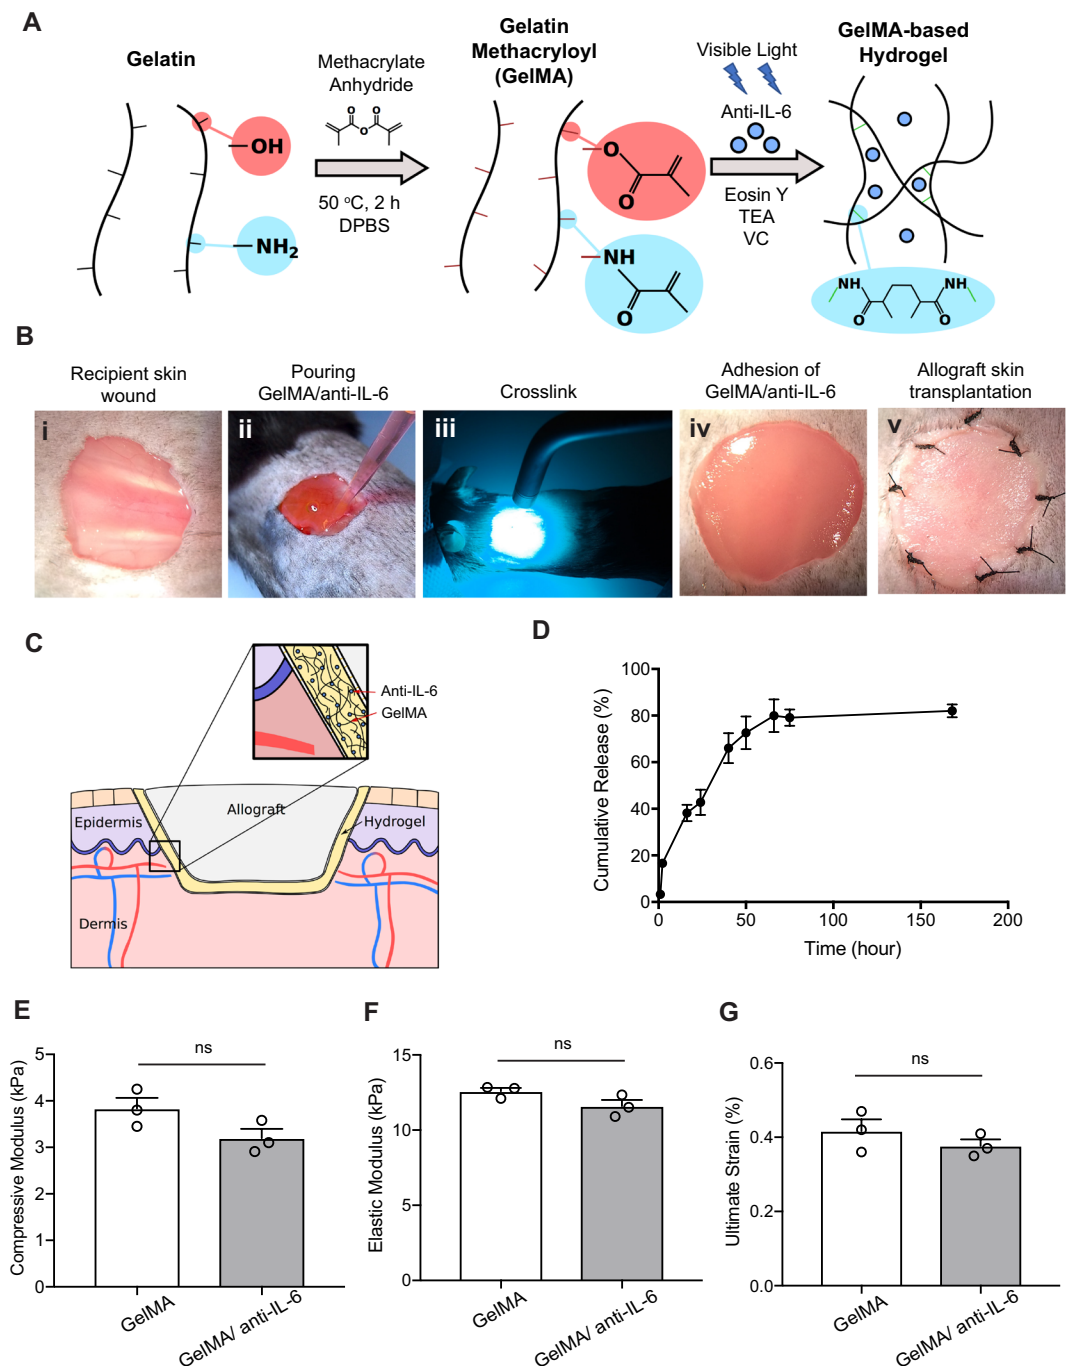 A
Gelatin
OH
NH2
Methacrylate
Anhydride
O
O
O
50 °C, 2 h
DPBS
Gelatin
Methacryloyl
(GelMA)
O
O
NH
O
Visible Light
Anti-IL-6
Eosin Y
TEA
VC
GelMA-based
Hydrogel
NH
NH
O
O
B
Recipient skin
wound
i
Pouring
GelMA/anti-IL-6
ii
Crosslink
iii
Adhesion of
GelMA/anti-IL-6
iv
Allograft skin
transplantation
v
C
Anti-IL-6
GelMA
Allograft
Epidermis
Hydrogel
Dermis
D
Cumulative Release (%)
100
80
60
40
20
0
0
50
100
150
200
Time (hour)
E
Compressive Modulus (kPa)
5
4
3
2
1
0
ns
GelMA
GelMA/ anti-IL-6
F
Elastic Modulus (kPa)
15
10
5
0
ns
GelMA
GelMA/ anti-IL-6
G
Ultimate Strain (%)
0.6
0.4
0.2
0.0
ns
GelMA
GelMA/ anti-IL-6